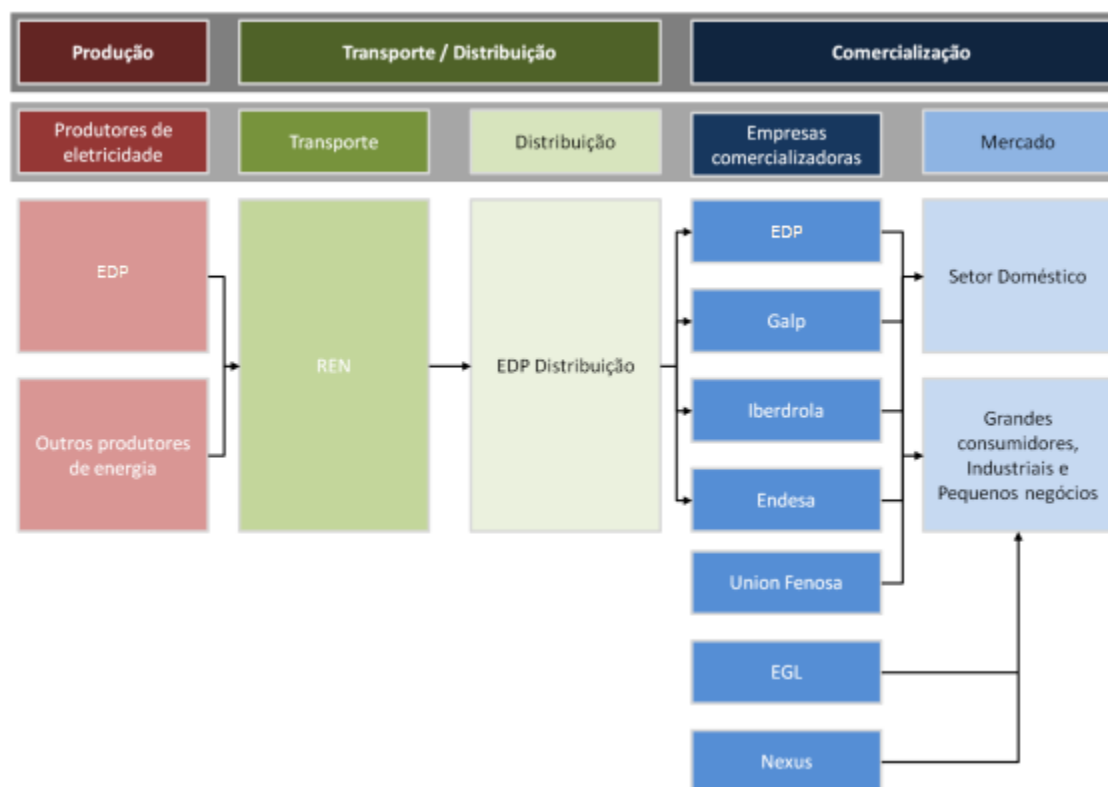 Produção
Transporte / Distribuição
Comercialização
Produtores de
eletricidade
Transporte
Distribuição
Empresas
comercializadoras
Mercado
EDP
Outros produtores
de energia
REN
EDP Distribuição
EDP
Galp
Iberdrola
Endesa
Union Fenosa
EGL
Nexus
Setor Doméstico
Grandes
consumidores,
Industriais e
Pequenos negócios